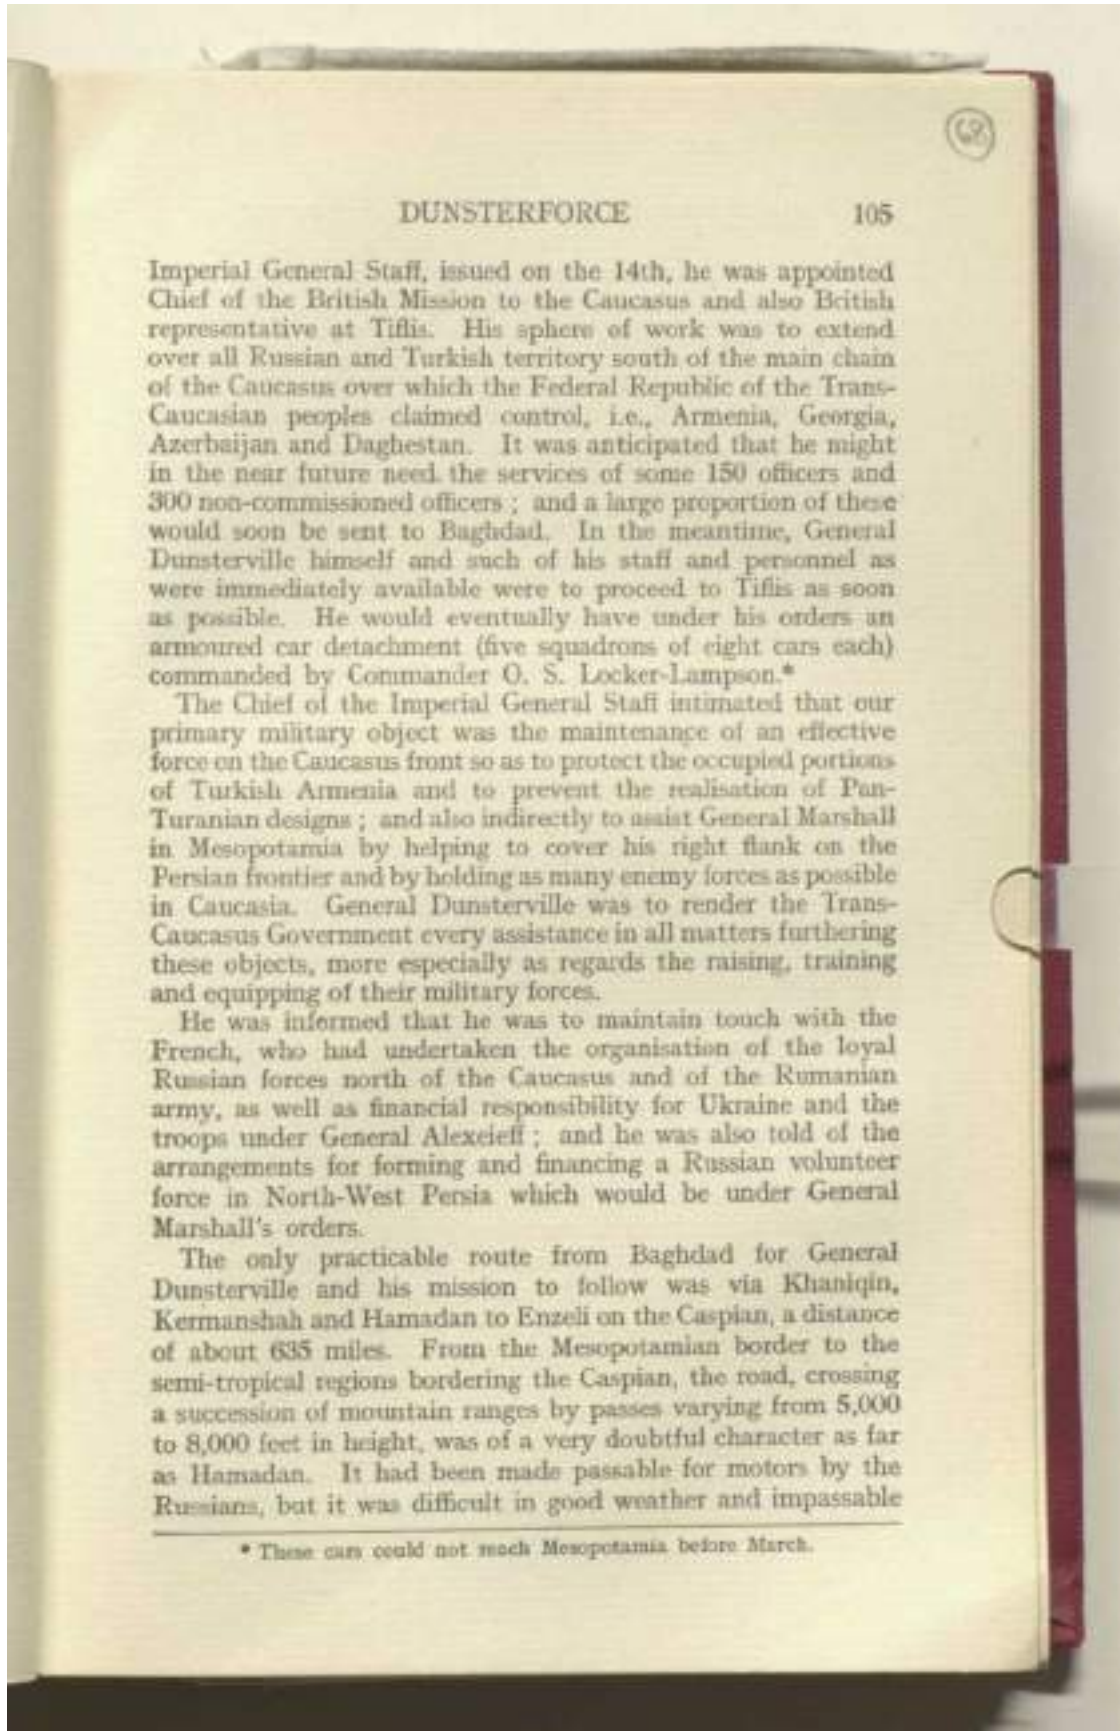 68
DUNSTERFORCE 105
Imperial General Staff, issued on the 14th, he was appointed
Chief of the British Mission to the Caucasus and also British
representative at Tiflis. His sphere of work was to extend
over all Russian and Turkish territory south of the main chain
of the Caucasus over which the Federal Republic of the Trans-
Caucasian peoples claimed control, i.e., Armenia, Georgia,
Azerbaijan and Daghestan. It was anticipated that he might
in the near future need the services of some 150 officers and
300 non-commissioned officers ; and a large proportion of these
would soon be sent to Baghdad. In the meantime, General
Dunsterville himself and such of his staff and personnel as
were immediately available were to proceed to Tiflis as soon
as possible. He would eventually have under his orders an
armoured car detachment (five squadrons of eight cars each)
commanded by Commander O. S. Locker-Lampson.*
The Chief of the Imperial General Staff intimated that our
primary military object was the maintenance of an effective
force on the Caucasus front so as to protect the occupied portions
of Turkish Armenia and to prevent the realisation of Pan-
Turanian designs ; and also indirectly to assist General Marshall
in Mesopotamia by helping to cover his right flank on the
Persian frontier and by holding as many enemy forces as possible
in Caucasia. General Dunsterville was to render the Trans-
Caucasus Government every assistance in all matters furthering
these objects, more especially as regards the raising, training
and equipping of their military forces.
He was informed that he was to maintain touch with the
French, who had undertaken the organisation of the loyal
Russian forces north of the Caucasus and of the Rumanian
army, as well as financial responsibility for Ukraine and the
troops under General Alexeieff ; and he was also told of the
arrangements for forming and financing a Russian volunteer
force in North-West Persia which would be under General
Marshall's orders.
The only practicable route from Baghdad for General
Dunsterville and his mission to follow was via Khaniqin,
Kermanshah and Hamadan to Enzeli on the Caspian, a distance
of about 635 miles. From the Mesopotamian border to the
semi-tropical regions bordering the Caspian, the road, crossing
a succession of mountain ranges by passes varying from 5,000
to 8,000 feet in height, was of a very doubtful character as far
as Hamadan. It had been made passable for motors by the
Russians, but it was difficult in good weather and impassable
* These cars could not reach Mesopotamia before March.